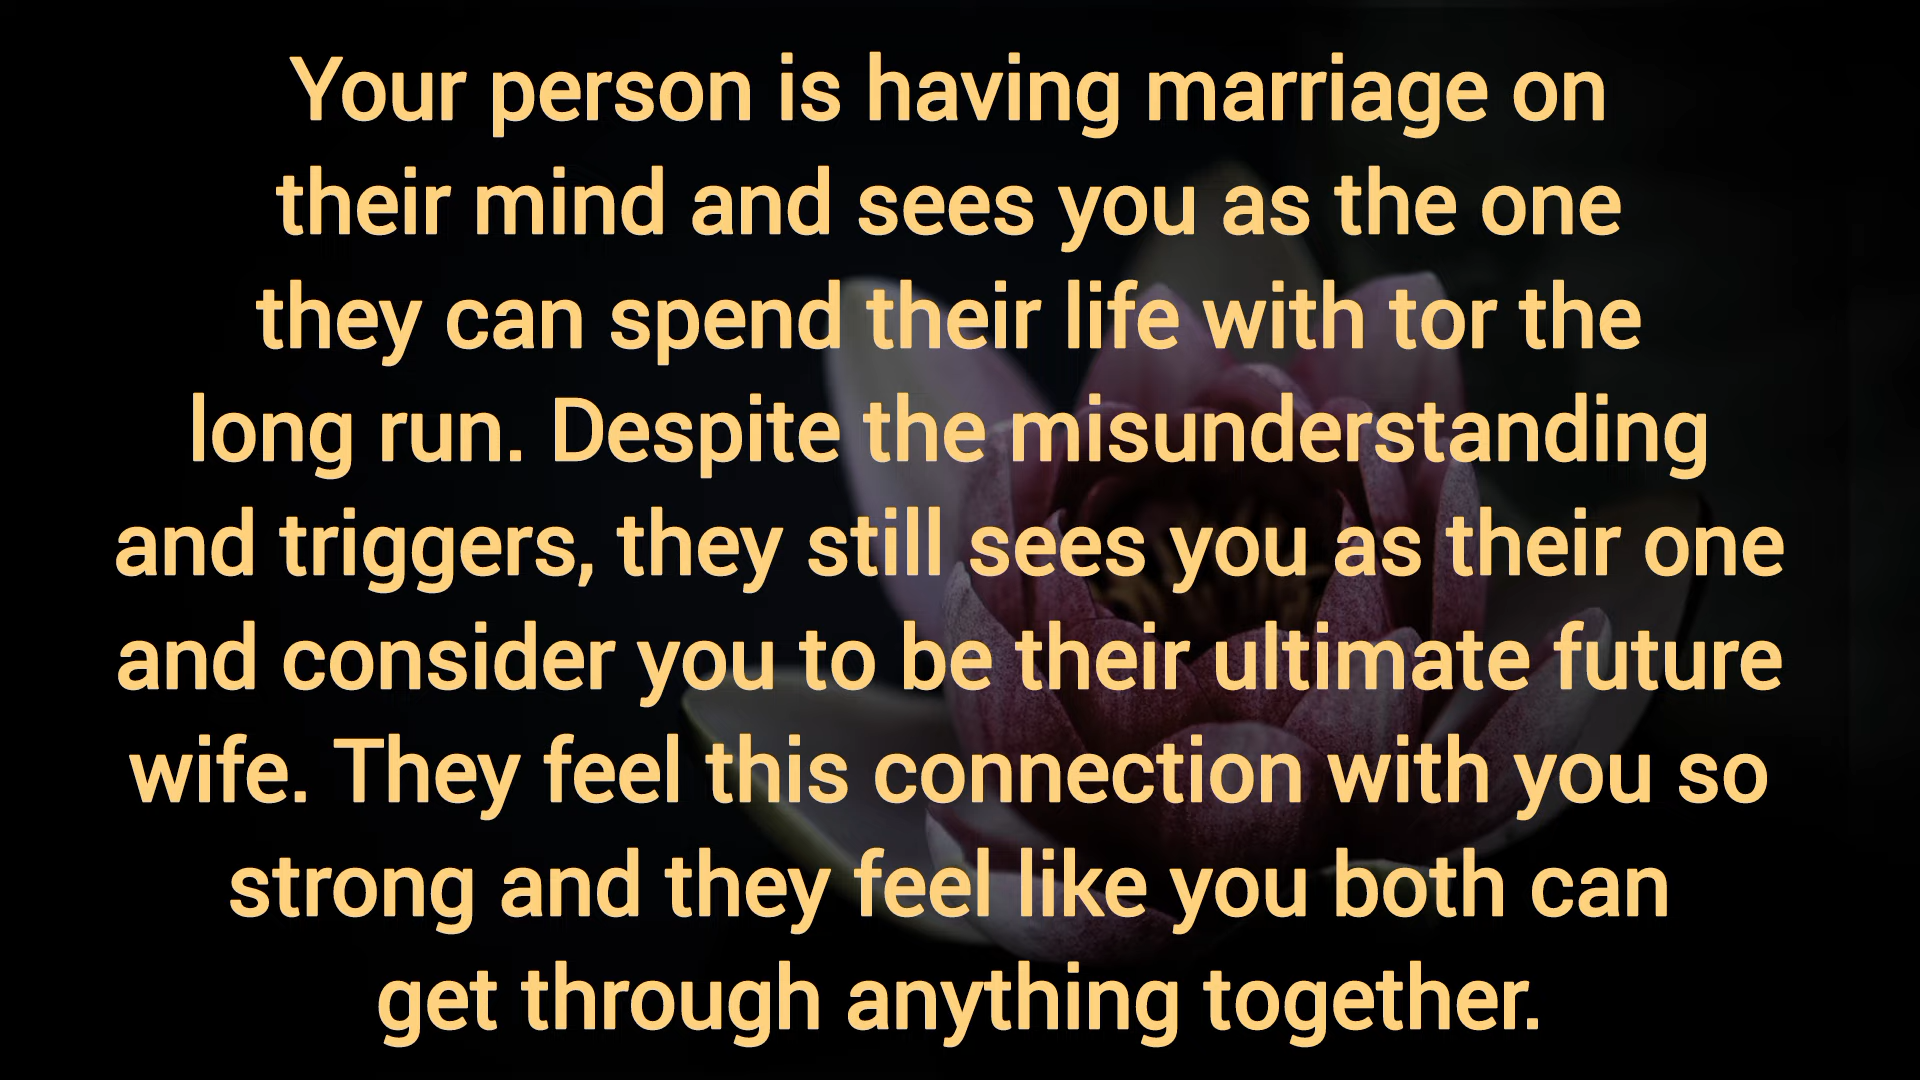 Your person is having marriage on
their mind and sees you as the one
they can spend their life with tor the
long run. Despite the misunderstanding
and triggers, they still sees you as their one
and consider you to be their ultimate future
wife. They feel this connection with you so
strong and they feel like you both can
get through anything together.